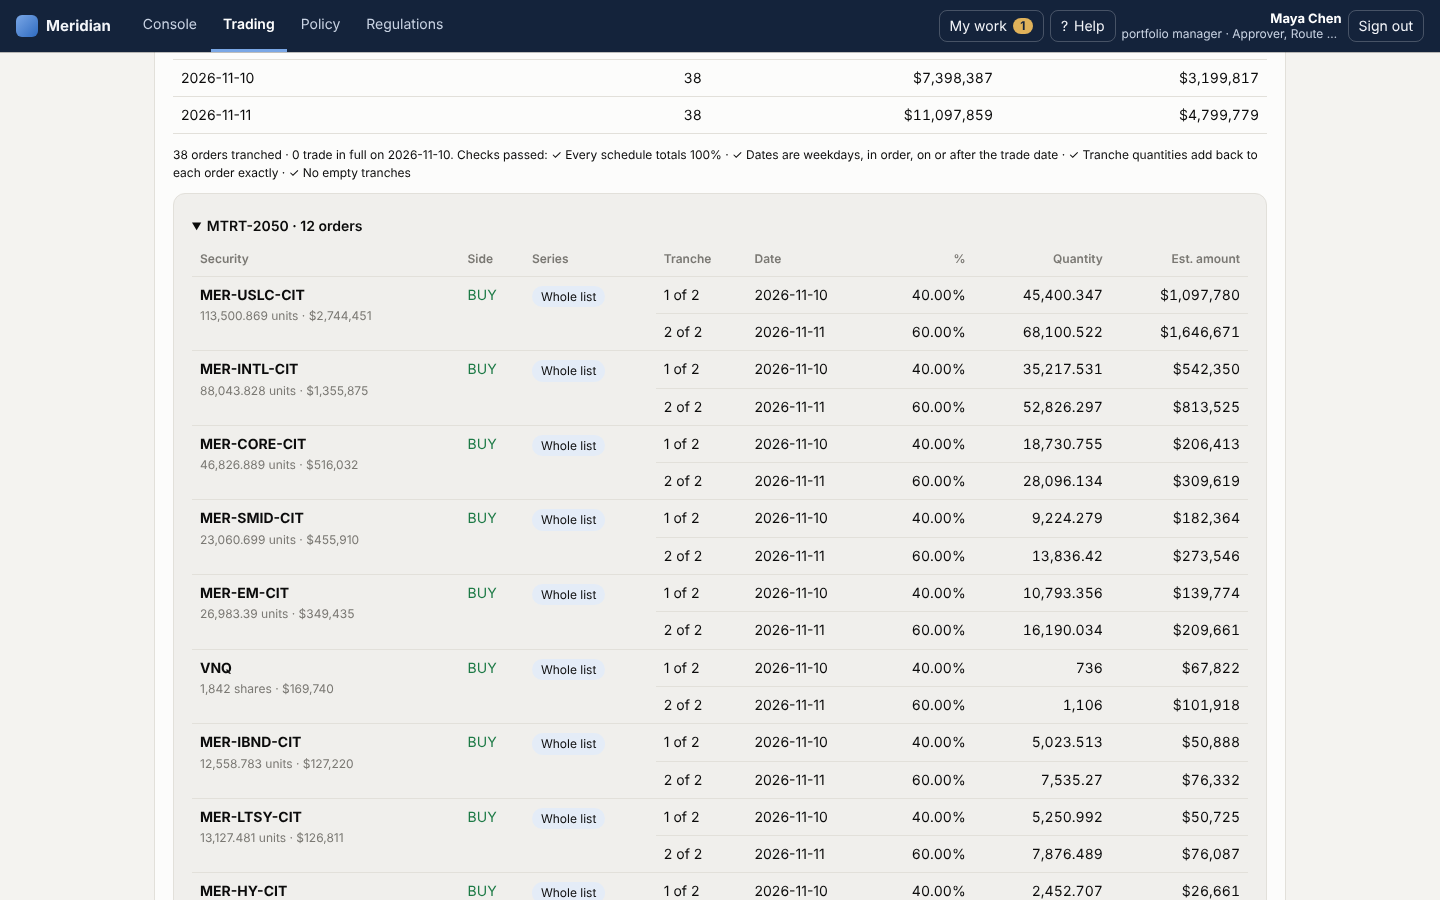 Meridian Console Trading Policy Regulations My work 1 ? Help Maya Chen Sign out
portfolio manager · Approver, Route ...
2026-11-10 38 $7,398,387 $3,199,817
2026-11-11 38 $11,097,859 $4,799,779
38 orders tranched · 0 trade in full on 2026-11-10. Checks passed: ✓ Every schedule totals 100% · ✓ Dates are weekdays, in order, on or after the trade date · ✓ Tranche quantities add back to
each order exactly · ✓ No empty tranches
▼ MTRT-2050 · 12 orders
Security Side Series Tranche Date % Quantity Est. amount
MER-USLC-CIT BUY Whole list 1 of 2 2026-11-10 40.00% 45,400.347 $1,097,780
113,500.869 units · $2,744,451
2 of 2 2026-11-11 60.00% 68,100.522 $1,646,671
MER-INTL-CIT BUY Whole list 1 of 2 2026-11-10 40.00% 35,217.531 $542,350
88,043.828 units · $1,355,875
2 of 2 2026-11-11 60.00% 52,826.297 $813,525
MER-CORE-CIT BUY Whole list 1 of 2 2026-11-10 40.00% 18,730.755 $206,413
46,826.889 units · $516,032
2 of 2 2026-11-11 60.00% 28,096.134 $309,619
MER-SMID-CIT BUY Whole list 1 of 2 2026-11-10 40.00% 9,224.279 $182,364
23,060.699 units · $455,910
2 of 2 2026-11-11 60.00% 13,836.42 $273,546
MER-EM-CIT BUY Whole list 1 of 2 2026-11-10 40.00% 10,793.356 $139,774
26,983.39 units · $349,435
2 of 2 2026-11-11 60.00% 16,190.034 $209,661
VNQ BUY Whole list 1 of 2 2026-11-10 40.00% 736 $67,822
1,842 shares · $169,740
2 of 2 2026-11-11 60.00% 1,106 $101,918
MER-IBND-CIT BUY Whole list 1 of 2 2026-11-10 40.00% 5,023.513 $50,888
12,558.783 units · $127,220
2 of 2 2026-11-11 60.00% 7,535.27 $76,332
MER-LTSY-CIT BUY Whole list 1 of 2 2026-11-10 40.00% 5,250.992 $50,725
13,127.481 units · $126,811
2 of 2 2026-11-11 60.00% 7,876.489 $76,087
MER-HY-CIT BUY Whole list 1 of 2 2026-11-10 40.00% 2,452.707 $26,661